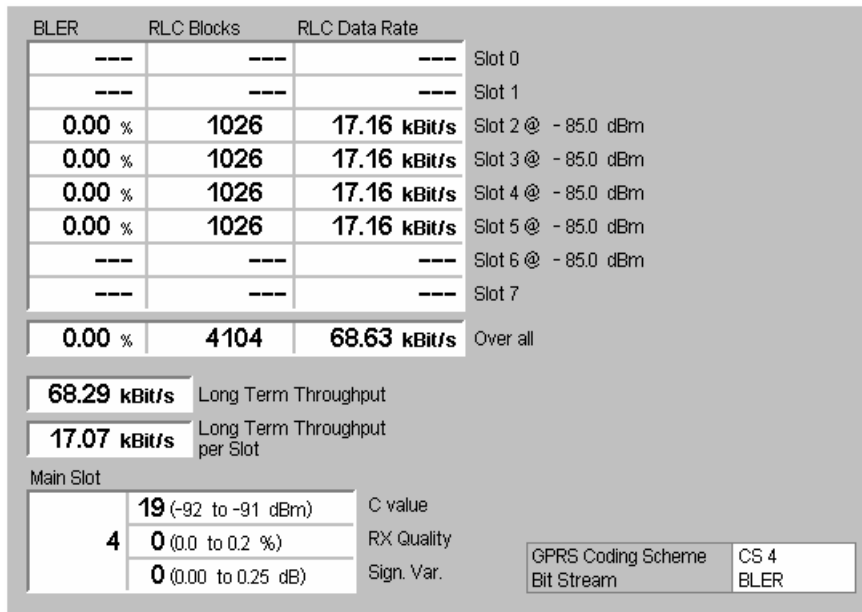 BLER RLC Blocks RLC Data Rate
--- --- --- Slot 0
--- --- --- Slot 1
0.00 % 1026 17.16 kBit/s Slot 2 @ - 85.0 dBm
0.00 % 1026 17.16 kBit/s Slot 3 @ - 85.0 dBm
0.00 % 1026 17.16 kBit/s Slot 4 @ - 85.0 dBm
0.00 % 1026 17.16 kBit/s Slot 5 @ - 85.0 dBm
--- --- --- Slot 6 @ - 85.0 dBm
--- --- --- Slot 7
0.00 % 4104 68.63 kBit/s Over all
68.29 kBit/s Long Term Throughput
17.07 kBit/s Long Term Throughput
per Slot
Main Slot
19 (-92 to -91 dBm) C value
4 0 (0.0 to 0.2 %) RX Quality
0 (0.00 to 0.25 dB) Sign. Var.
GPRS Coding Scheme CS 4
Bit Stream BLER